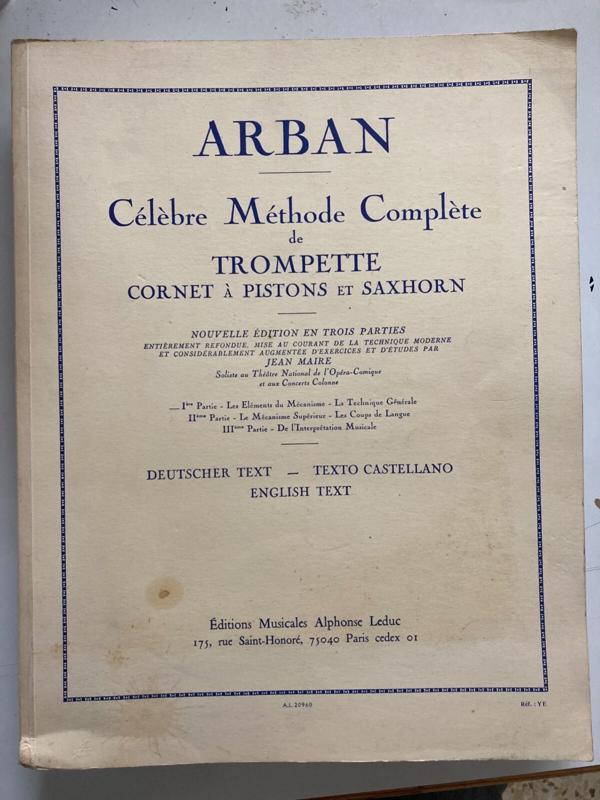 ARBAN
Célèbre Méthode Complète
de
TROMPETTE
CORNET À PISTONS ET SAXHORN
NOUVELLE ÉDITION EN TROIS PARTIES
ENTIÈREMENT REFONDUE, MISE AU COURANT DE LA TECHNIQUE MODERNE
ET CONSIDÉRABLEMENT AUGMENTÉE D'EXERCICES ET D'ÉTUDES PAR
JEAN MAIRE
Soliste au Théâtre National de l'Opéra-Comique
et aux Concerts Colonne
Ière Partie - Les Eléments du Mécanisme - La Technique Générale
IIème Partie - Le Mécanisme Supérieur - Les Coups de Langue
IIIème Partie - De l'Interprétation Musicale
DEUTSCHER TEXT — TEXTO CASTELLANO
ENGLISH TEXT
Éditions Musicales Alphonse Leduc
175, rue Saint-Honoré, 75040 Paris cedex 01
A.L 20960
Réf. : YE